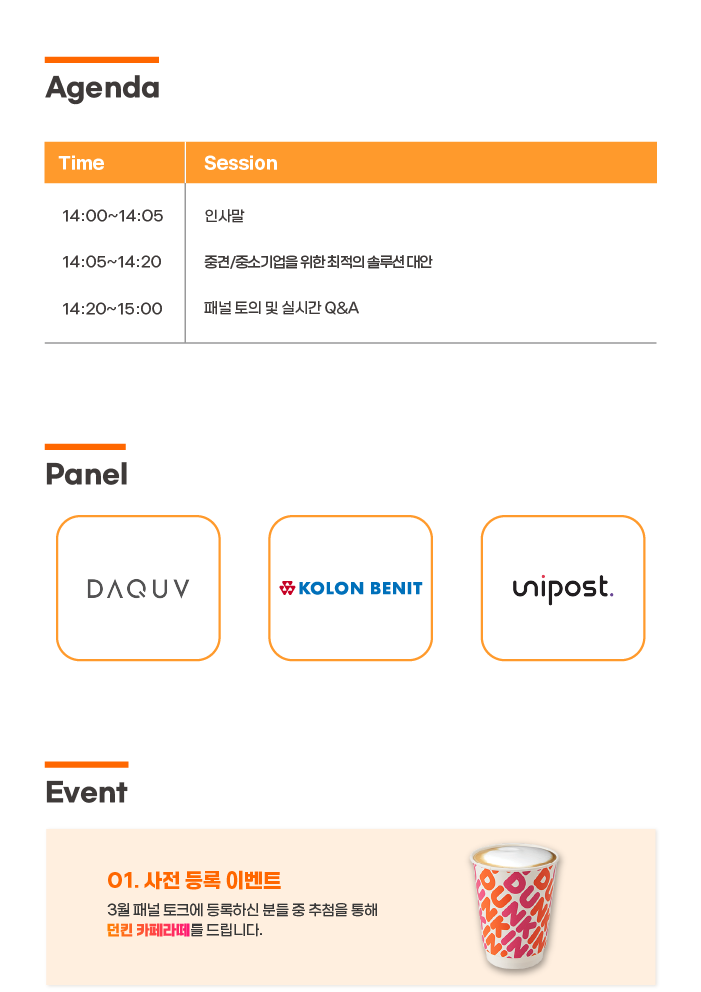 Agenda
Time Session
14:00~14:05 인사말
14:05~14:20 중견/중소기업을 위한 최적의 솔루션 대안
14:20~15:00 패널 토의 및 실시간 Q&A
Panel
DAQUV KOLON BENIT unipost.
Event
01. 사전 등록 이벤트
3월 패널 토크에 등록하신 분들 중 추첨을 통해
던킨 카페라떼를 드립니다.
DUNKIN'